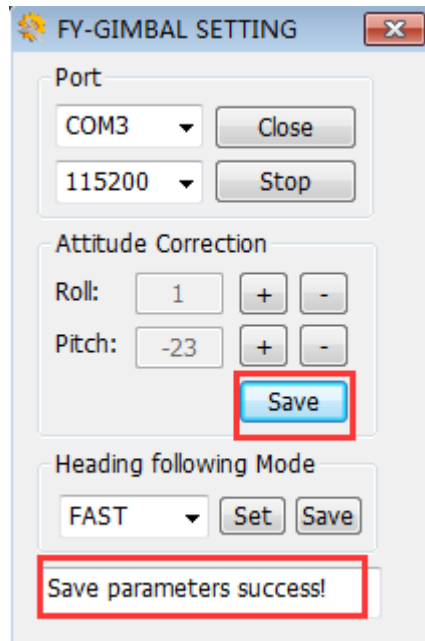 FY-GIMBAL SETTING
Port
COM3 Close
115200 Stop
Attitude Correction
Roll: 1 + -
Pitch: -23 + -
Save
Heading following Mode
FAST Set Save
Save parameters success!